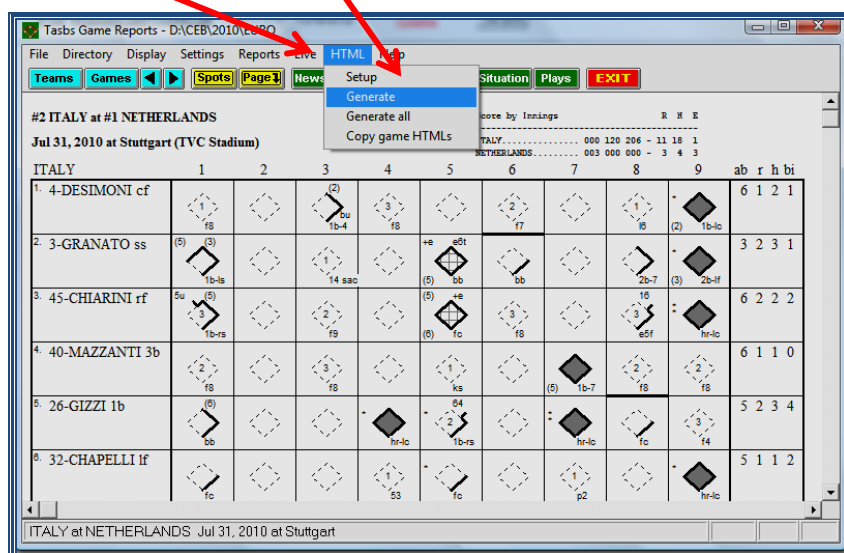 Tasbs Game Reports - D:\CEB\2010\EURO
File Directory Display Settings Reports Live HTML Help
Teams Games Spots Page News Situation Plays EXIT
Setup
Generate
Generate all
Copy game HTMLs
#2 ITALY at #1 NETHERLANDS
Jul 31, 2010 at Stuttgart (TVC Stadium)
Score by Innings R H E
ITALY............... 000 120 206 - 11 18 1
NETHERLANDS......... 003 000 000 - 3 4 3
ITALY 1 2 3 4 5 6 7 8 9 ab r h bi
1. 4-DESIMONI cf 6 1 2 1
(2)
1 3 2 1
bu
f8 1b-4 f8 f7 l6 (2) 1b-lc
2. 3-GRANATO ss 3 2 3 1
(5) (3) +e e6t
1
1b-ls 14 sac (5) bb bb 2b-7 (3) 2b-lf
3. 45-CHIARINI rf 6 2 2 2
5u (5) (5) +e 16
3 2 3 3
1b-rs f9 (6) fc f8 e5f hr-lc
4. 40-MAZZANTI 3b 6 1 1 0
2 3 1 2 2
f8 f8 ks (5) 1b-7 f8 f8
5. 26-GIZZI 1b 5 2 3 4
(6) 64
2 3
bb hr-lc 1b-rs hr-lc fc f4
6. 32-CHAPELLI lf 5 1 1 2
1 1
fc 53 fc p2 hr-lc
ITALY at NETHERLANDS Jul 31, 2010 at Stuttgart